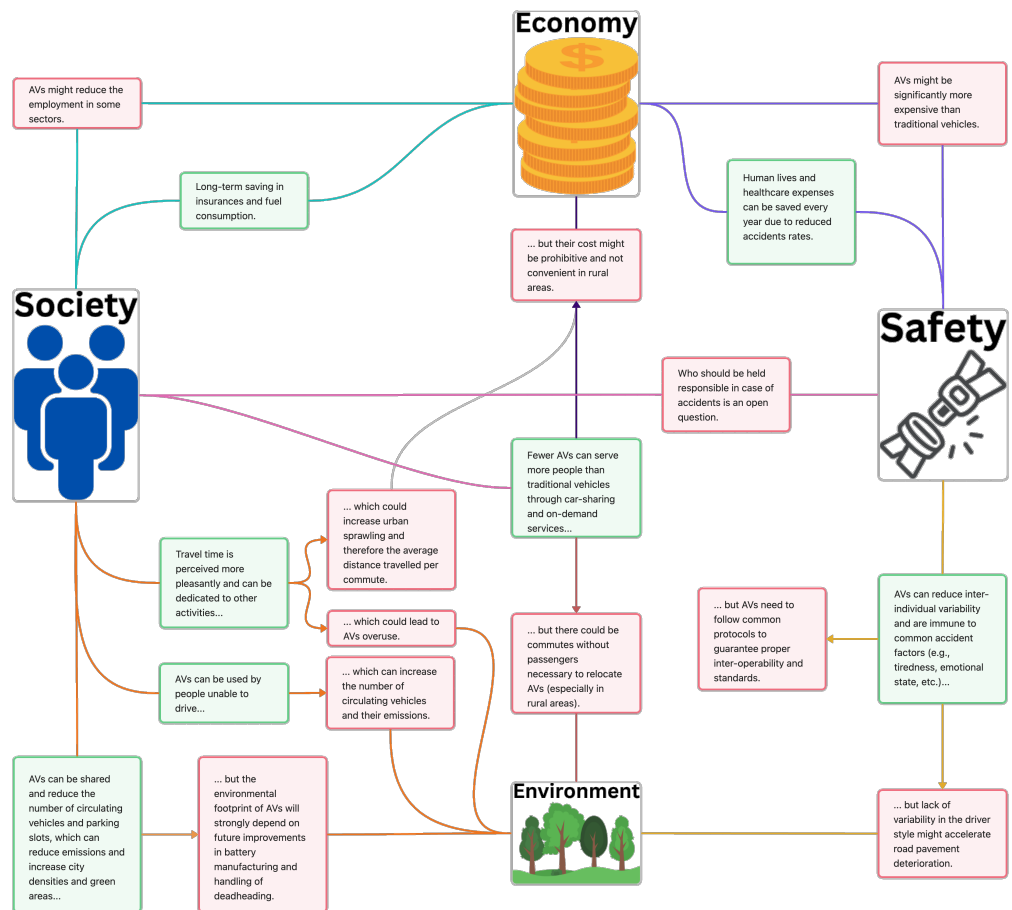 Economy
$
AVs might reduce the
employment in some
sectors.
AVs might be
significantly more
expensive than
traditional vehicles.
Long-term saving in
insurances and fuel
consumption.
Human lives and
healthcare expenses
can be saved every
year due to reduced
accidents rates.
... but their cost might
be prohibitive and not
convenient in rural
areas.
Society
Safety
Who should be held
responsible in case of
accidents is an open
question.
Fewer AVs can serve
more people than
traditional vehicles
through car-sharing
and on-demand
services...
... which could
increase urban
sprawling and
therefore the average
distance travelled per
commute.
Travel time is
perceived more
pleasantly and can be
dedicated to other
activities...
... which could lead to
AVs overuse.
AVs can be used by
people unable to
drive...
... which can increase
the number of
circulating vehicles
and their emissions.
... but there could be
commutes without
passengers
necessary to relocate
AVs (especially in
rural areas).
... but AVs need to
follow common
protocols to
guarantee proper
inter-operability and
standards.
AVs can reduce inter-
individual variability
and are immune to
common accident
factors (e.g.,
tiredness, emotional
state, etc.)...
AVs can be shared
and reduce the
number of circulating
vehicles and parking
slots, which can
reduce emissions and
increase city
densities and green
areas...
... but the
environmental
footprint of AVs will
strongly depend on
future improvements
in battery
manufacturing and
handling of
deadheading.
Environment
... but lack of
variability in the driver
style might accelerate
road pavement
deterioration.